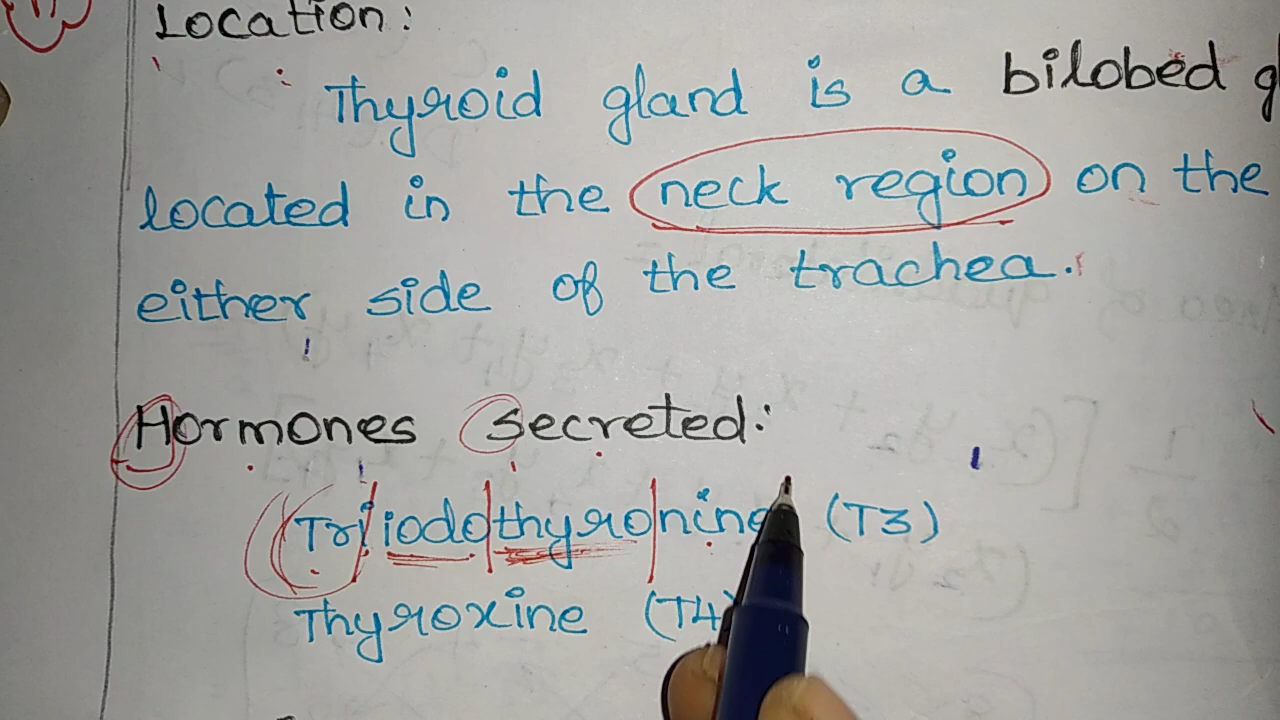 Location:
Thyroid gland is a bilobed
located in the neck region on the
either side of the trachea.
Hormones secreted:
Triiodothyronine (T3)
Thyroxine (T4)